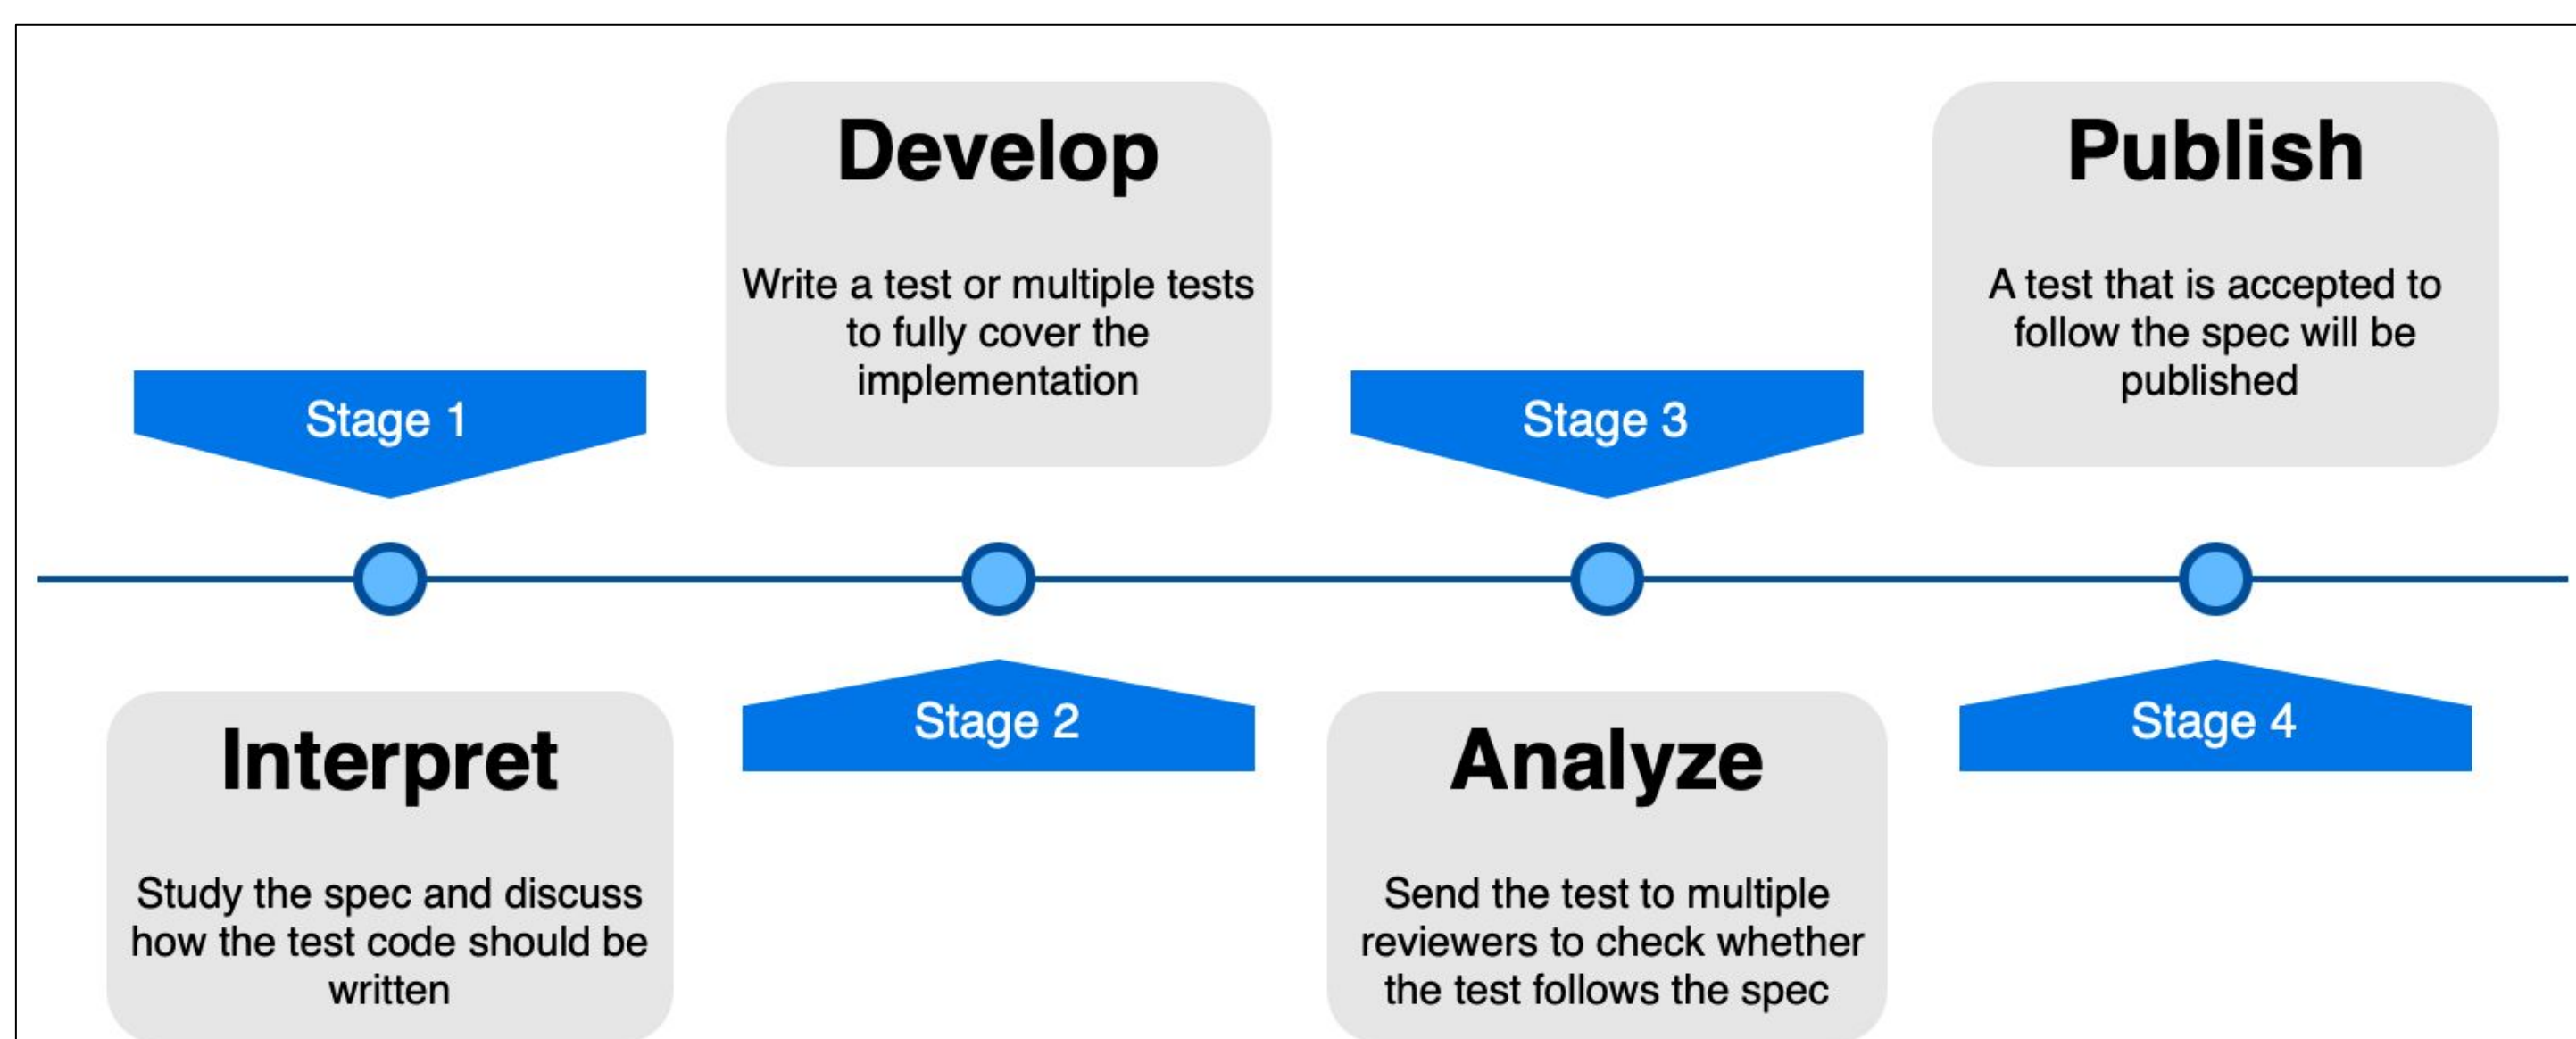 Stage 1
Interpret
Study the spec and discuss
how the test code should be
written
Develop
Write a test or multiple tests
to fully cover the
implementation
Stage 2
Stage 3
Analyze
Send the test to multiple
reviewers to check whether
the test follows the spec
Publish
A test that is accepted to
follow the spec will be
published
Stage 4